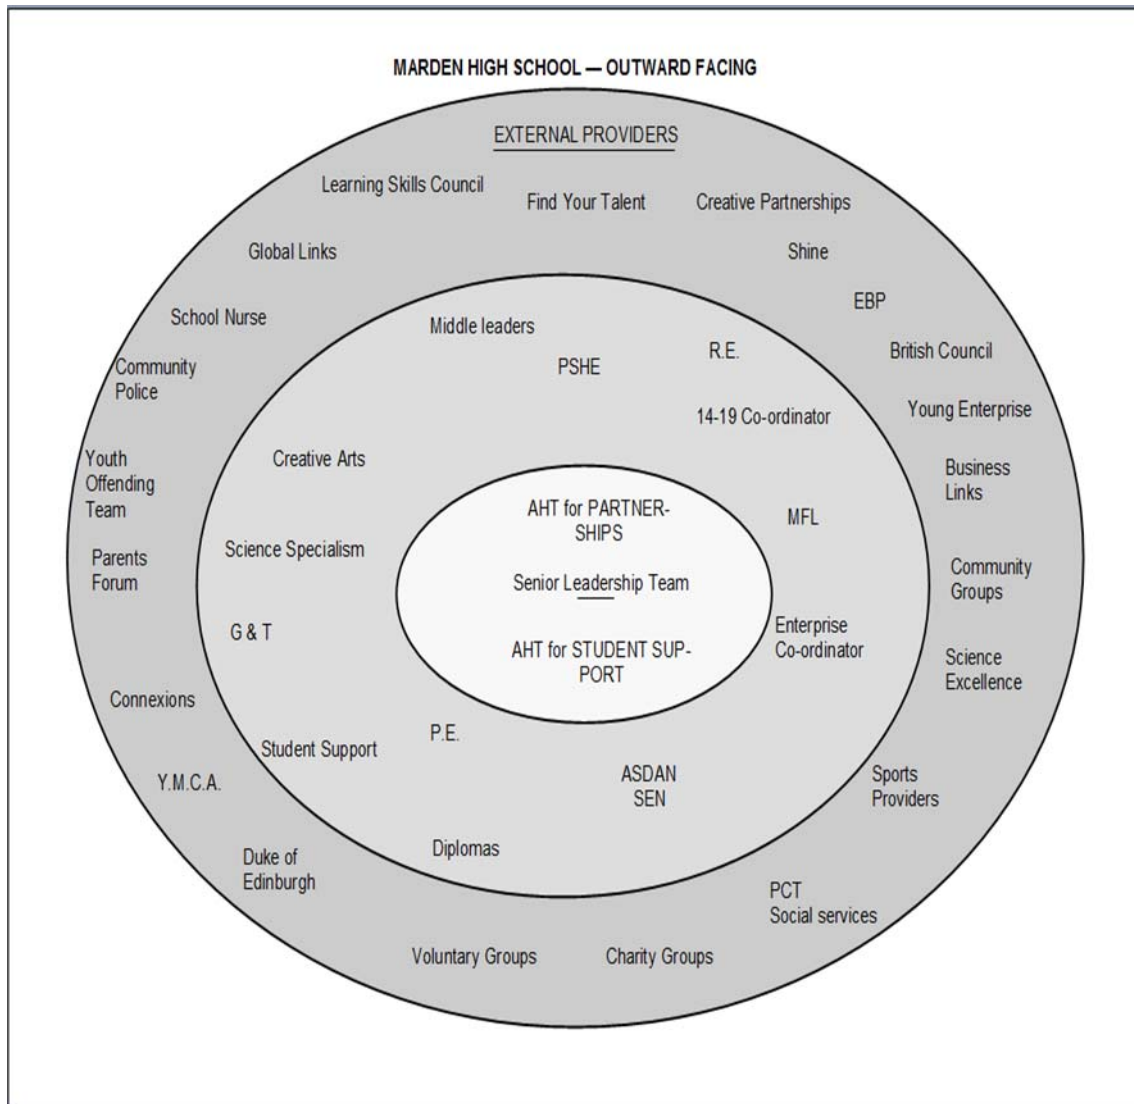 MARDEN HIGH SCHOOL — OUTWARD FACING
EXTERNAL PROVIDERS
Learning Skills Council
Find Your Talent
Creative Partnerships
Global Links
Shine
EBP
School Nurse
British Council
Community
Police
Young Enterprise
Youth
Offending
Team
Business
Links
Parents
Forum
Community
Groups
Science
Excellence
Connexions
Y.M.C.A.
Sports
Providers
Duke of
Edinburgh
PCT
Social services
Voluntary Groups
Charity Groups
Middle leaders
R.E.
PSHE
14-19 Co-ordinator
Creative Arts
MFL
Science Specialism
G & T
Enterprise
Co-ordinator
Student Support
P.E.
ASDAN
SEN
Diplomas
AHT for PARTNER-
SHIPS
Senior Leadership Team
AHT for STUDENT SUP-
PORT